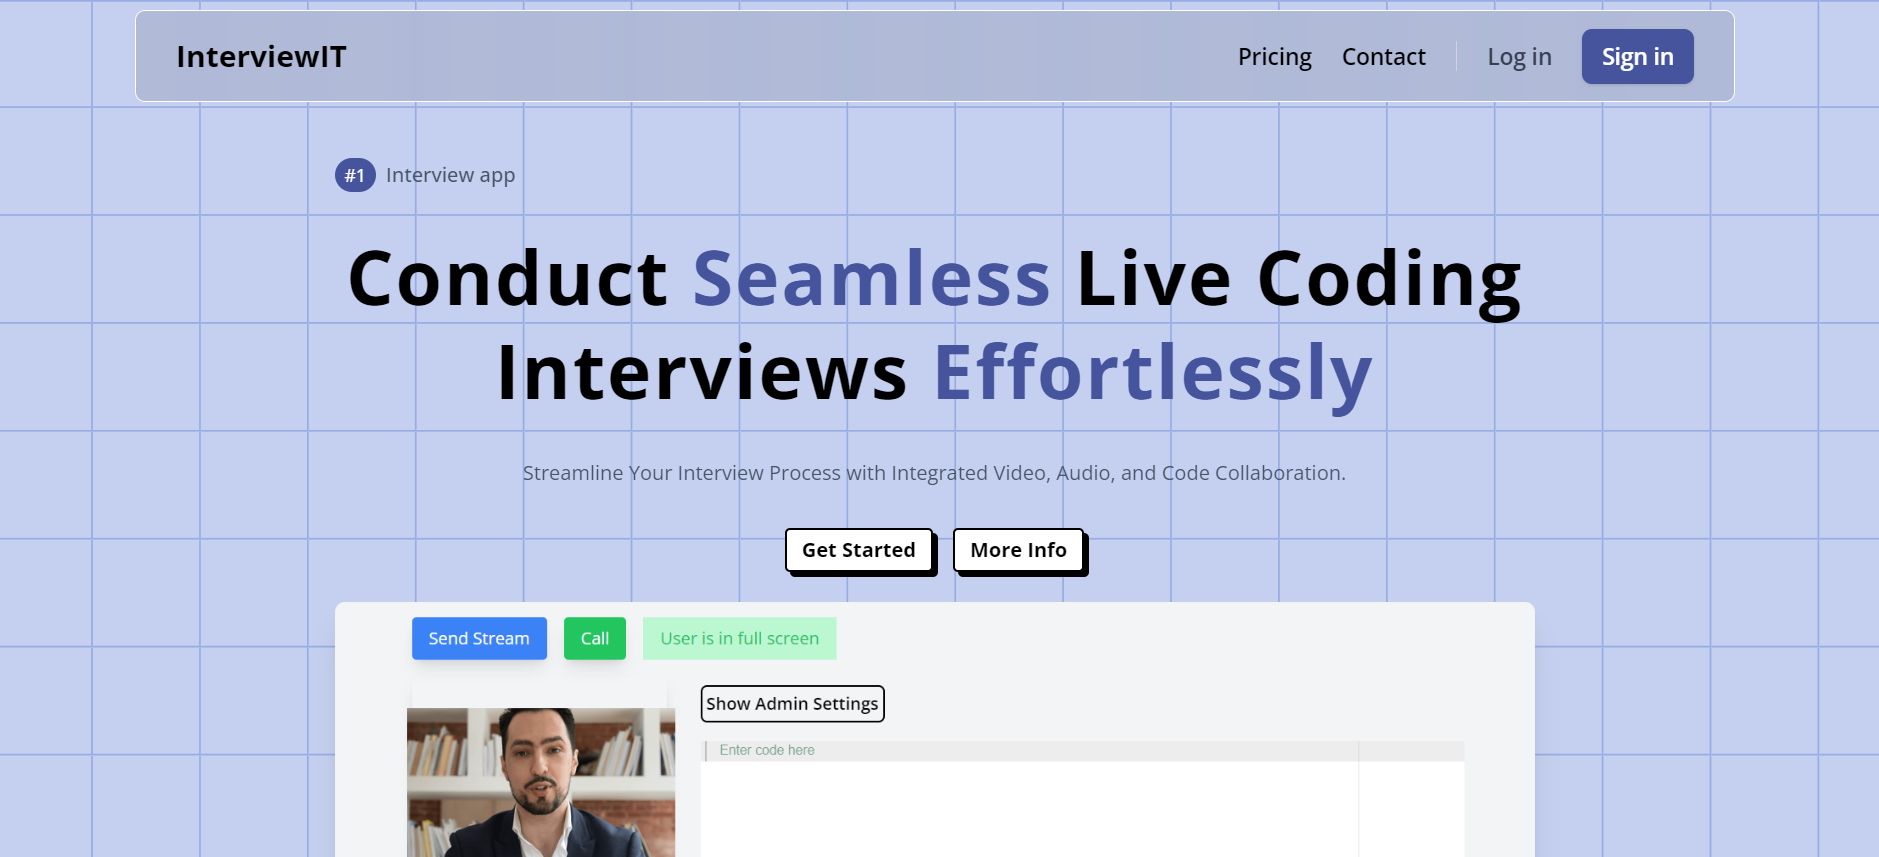 InterviewIT
Pricing Contact Log in Sign in
#1 Interview app
Conduct Seamless Live Coding
Interviews Effortlessly
Streamline Your Interview Process with Integrated Video, Audio, and Code Collaboration.
Get Started More Info
Send Stream Call User is in full screen
Show Admin Settings
Enter code here